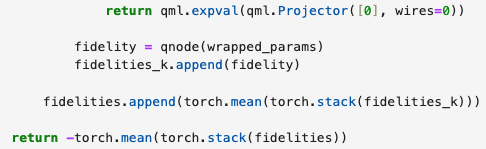 return qml.expval(qml.Projector([0], wires=0))
fidelity = qnode(wrapped_params)
fidelities_k.append(fidelity)
fidelities.append(torch.mean(torch.stack(fidelities_k)))
return -torch.mean(torch.stack(fidelities))